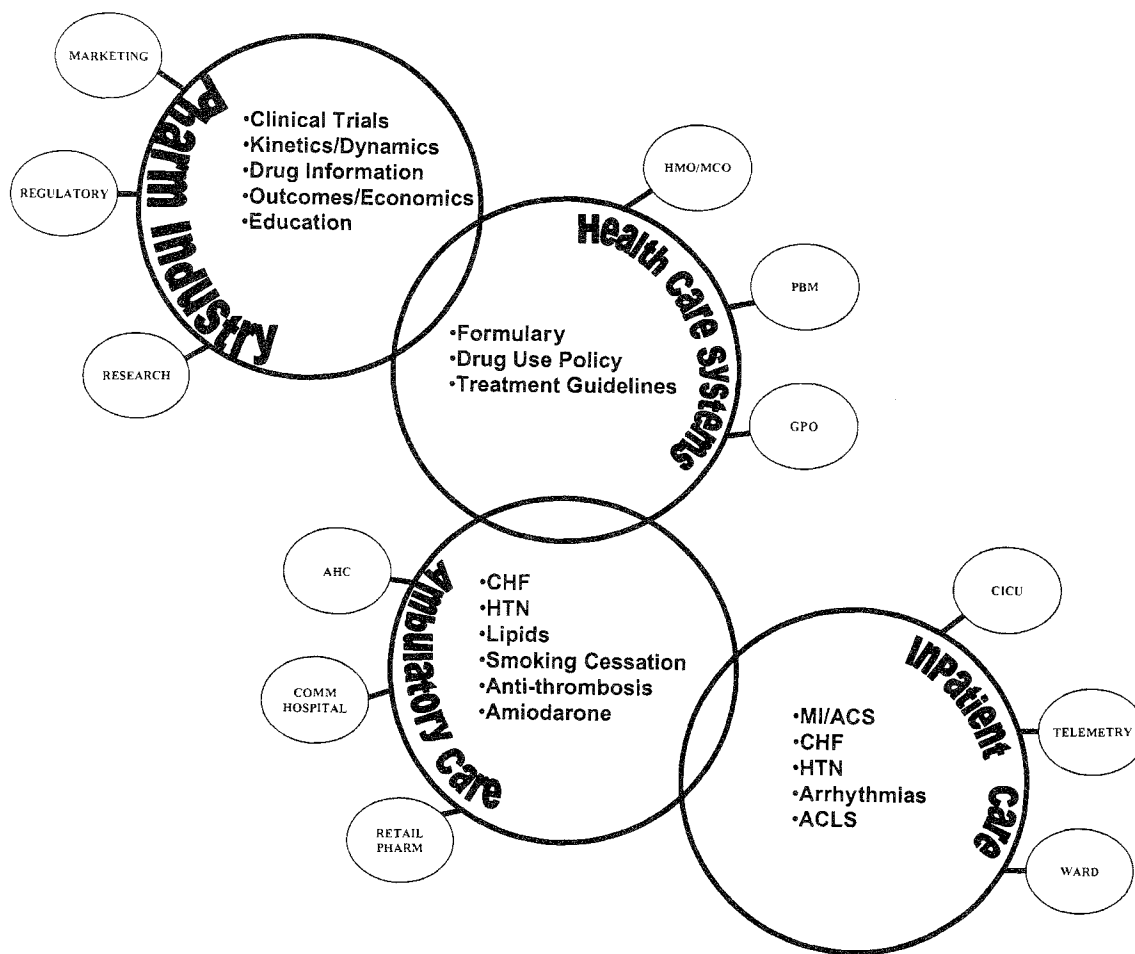 MARKETING
REGULATORY
RESEARCH
Pharm Industry
•Clinical Trials
•Kinetics/Dynamics
•Drug Information
•Outcomes/Economics
•Education
HMO/MCO
PBM
GPO
Health care systems
•Formulary
•Drug Use Policy
•Treatment Guidelines
AHC
COMM
HOSPITAL
RETAIL
PHARM
Ambulatory care
•CHF
•HTN
•Lipids
•Smoking Cessation
•Anti-thrombosis
•Amiodarone
CICU
TELEMETRY
WARD
Inpatient care
•MI/ACS
•CHF
•HTN
•Arrhythmias
•ACLS